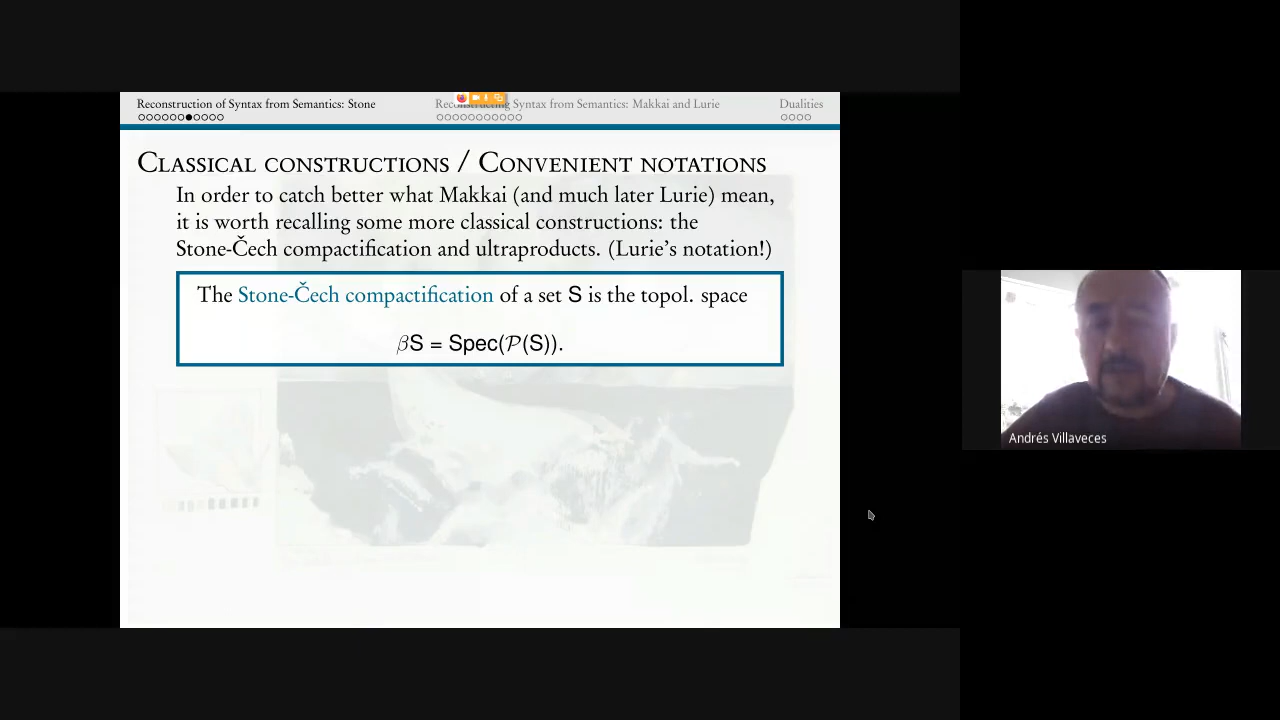 Reconstruction of Syntax from Semantics: Stone
Reconstructing Syntax from Semantics: Makkai and Lurie
Dualities
Classical constructions / Convenient notations
In order to catch better what Makkai (and much later Lurie) mean,
it is worth recalling some more classical constructions: the
Stone-Čech compactification and ultraproducts. (Lurie’s notation!)
The Stone-Čech compactification of a set S is the topol. space
βS = Spec(𝒫(S)).
Andrés Villaveces